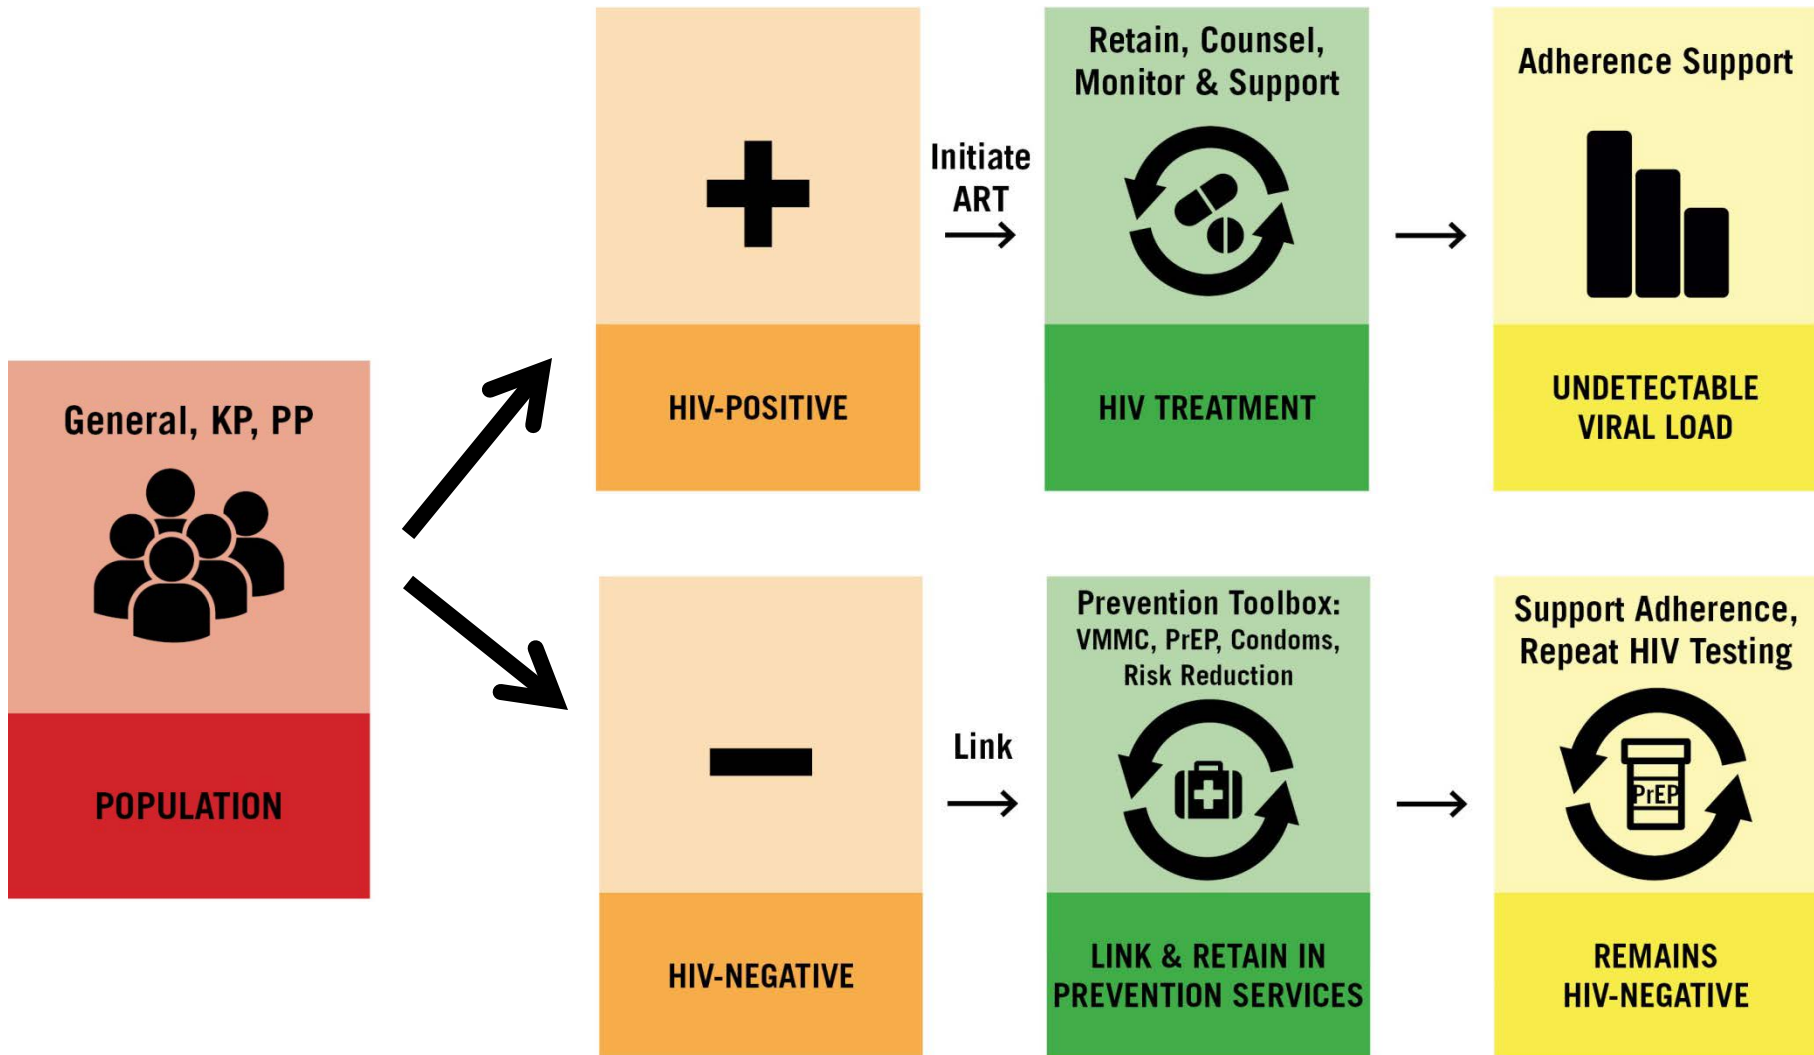 General, KP, PP
POPULATION
+
HIV-POSITIVE
Initiate
ART
Retain, Counsel,
Monitor & Support
HIV TREATMENT
Adherence Support
UNDETECTABLE
VIRAL LOAD
HIV-NEGATIVE
Link
Prevention Toolbox:
VMMC, PrEP, Condoms,
Risk Reduction
LINK & RETAIN IN
PREVENTION SERVICES
Support Adherence,
Repeat HIV Testing
PrEP
REMAINS
HIV-NEGATIVE